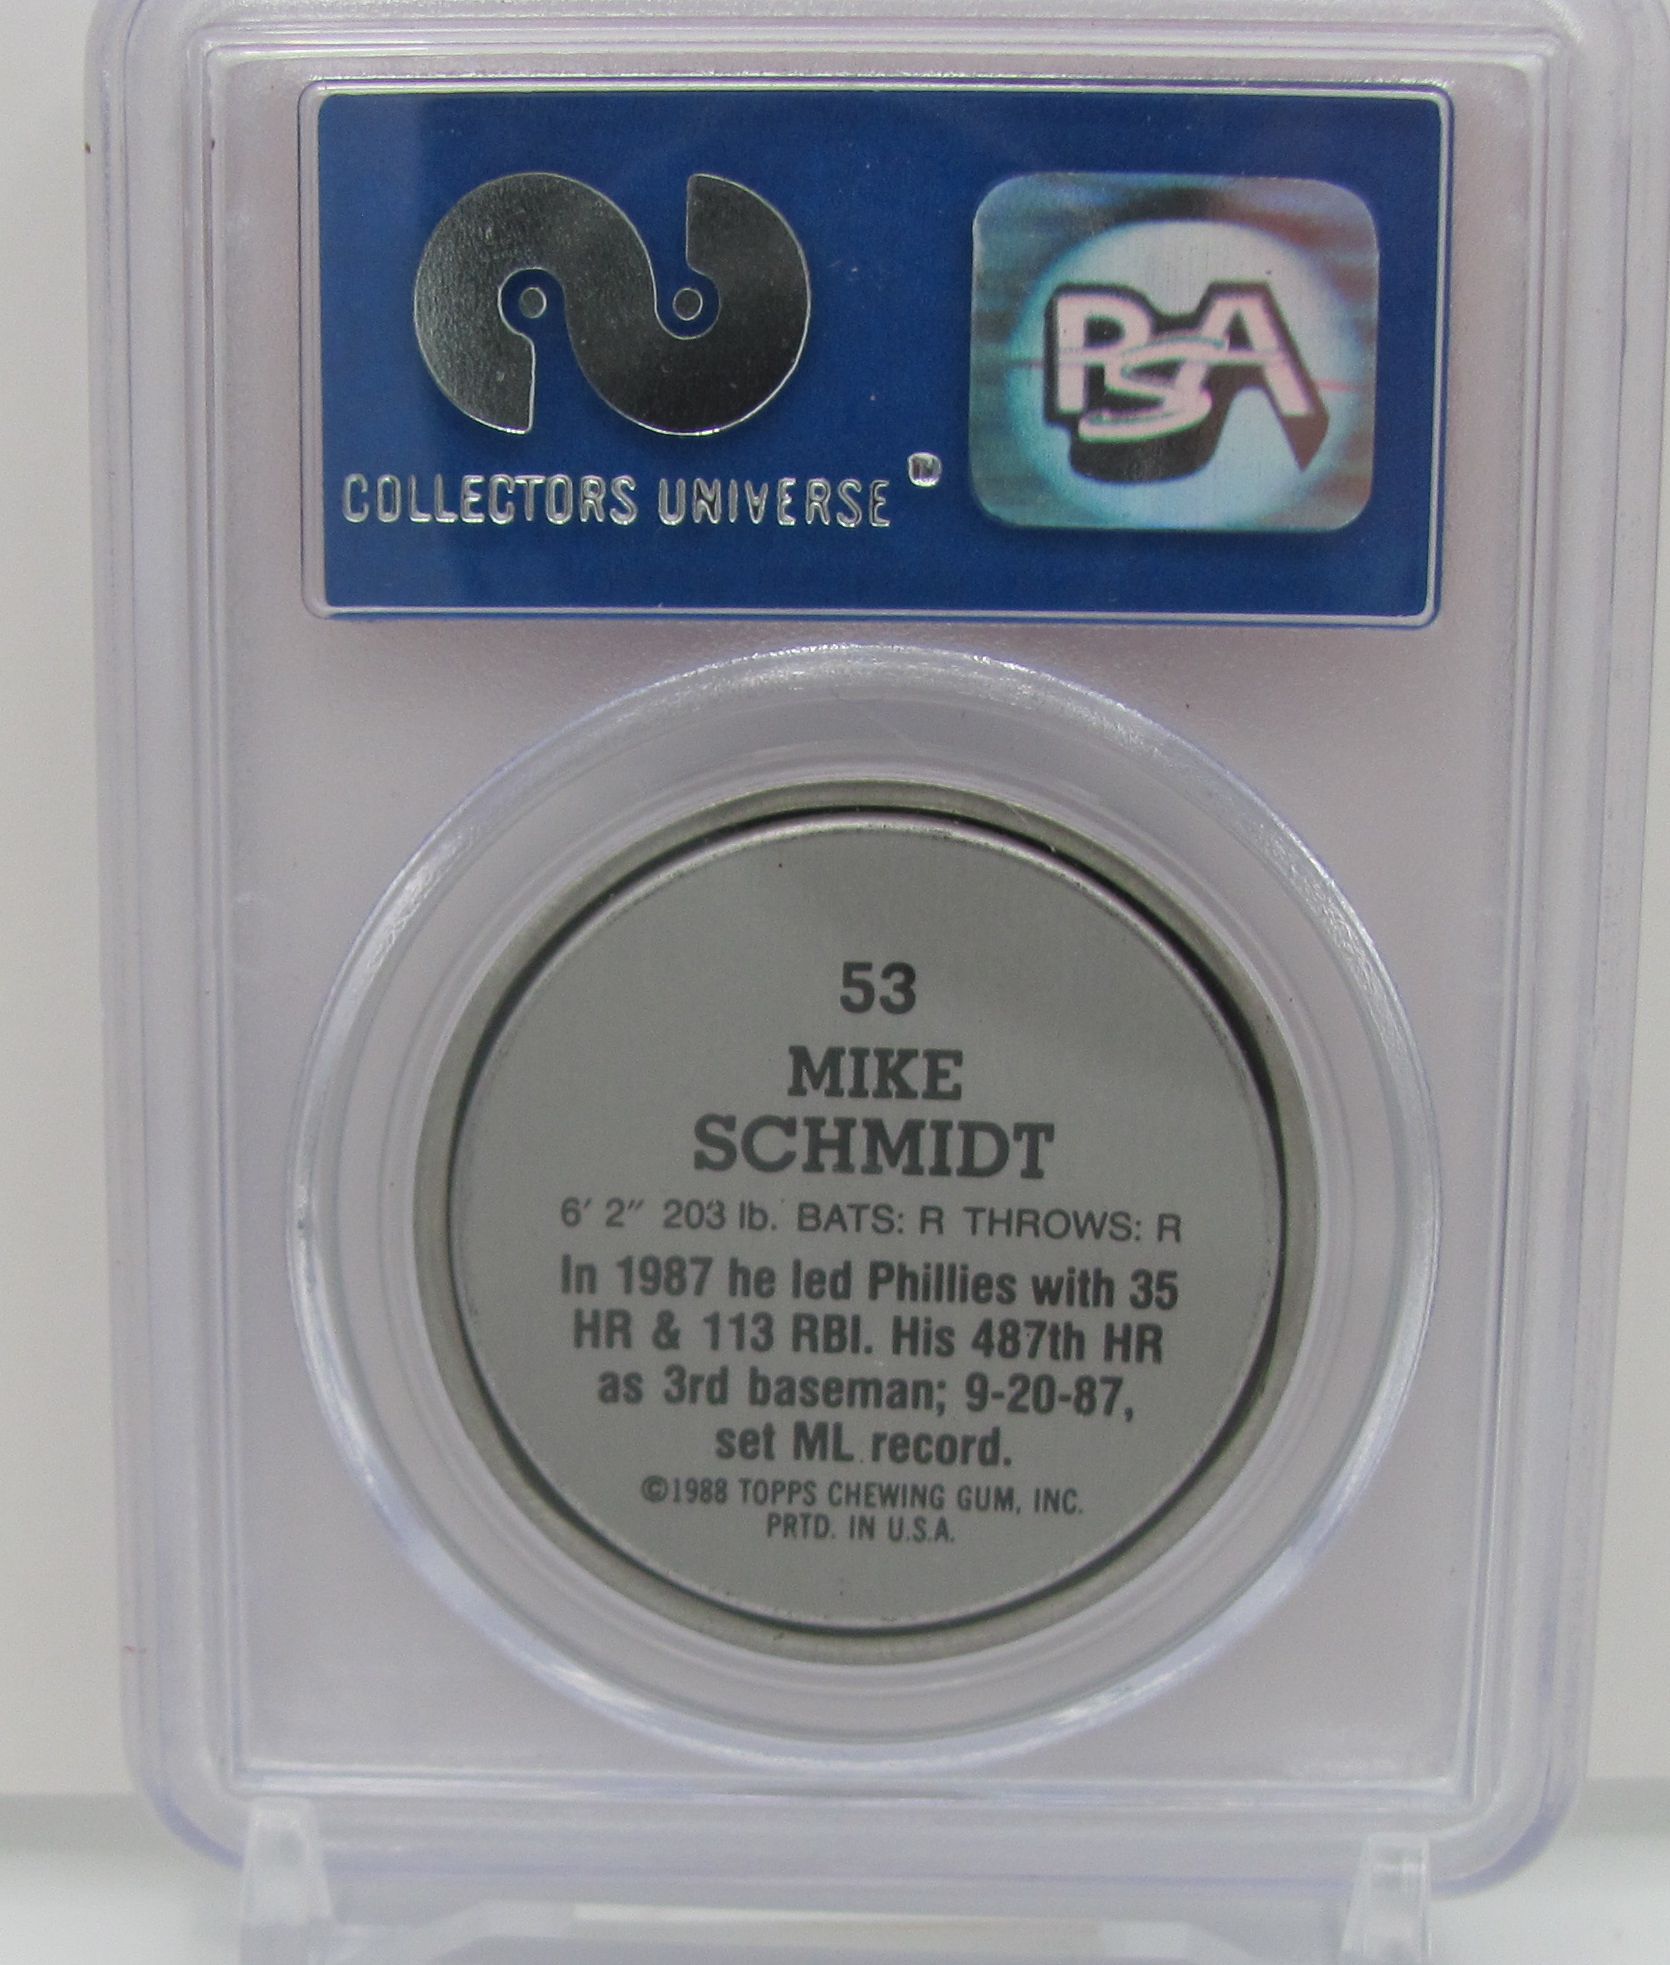 COLLECTORS UNIVERSE™
PSA
53
MIKE
SCHMIDT
6′ 2″ 203 lb. BATS: R THROWS: R
In 1987 he led Phillies with 35
HR & 113 RBI. His 487th HR
as 3rd baseman; 9-20-87,
set ML record.
©1988 TOPPS CHEWING GUM, INC.
PRTD. IN U.S.A.